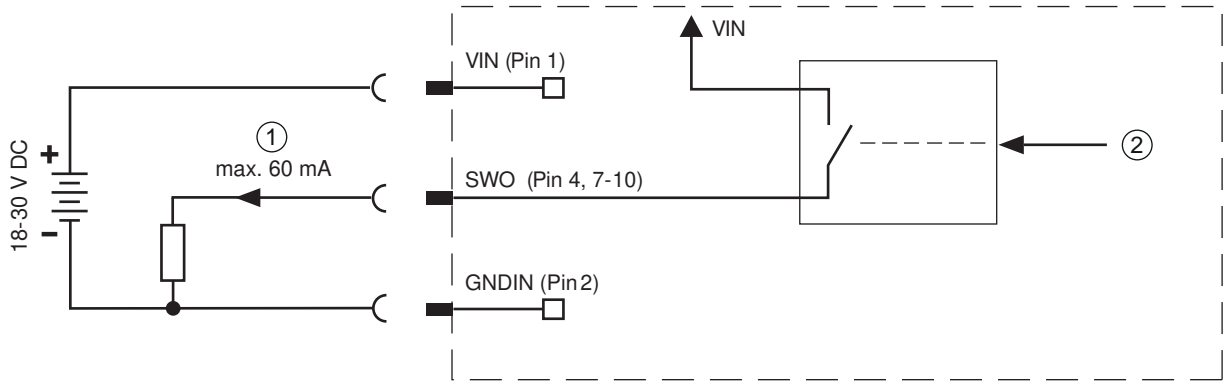 VIN
VIN (Pin 1)
①
max. 60 mA
②
+
18-30 V DC
SWO (Pin 4, 7-10)
−
GNDIN (Pin 2)